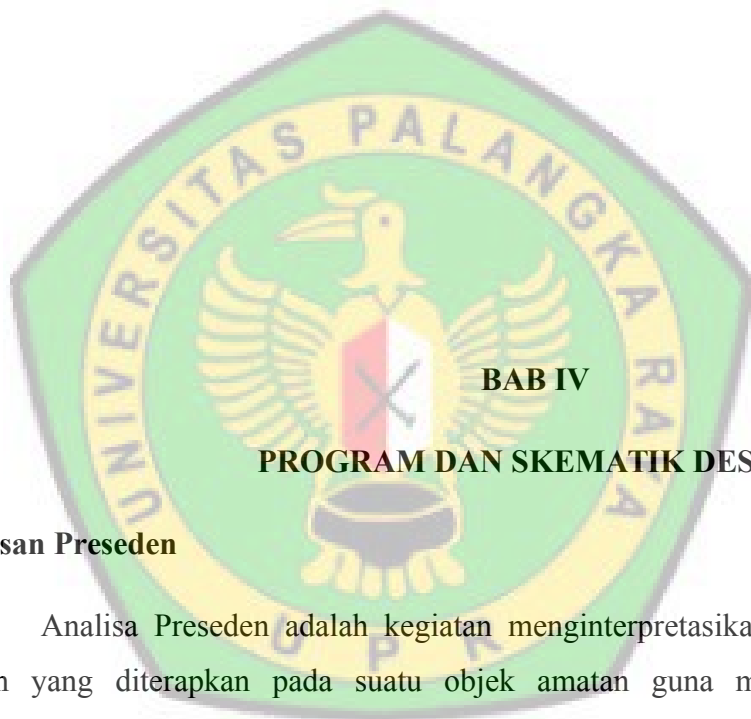 UNIVERSITAS PALANGKA RAYA
BAB IV
PROGRAM DAN SKEMATIK DES
san Preseden
Analisa Preseden adalah kegiatan menginterpretasika
yang diterapkan pada suatu objek amatan guna m
U P R